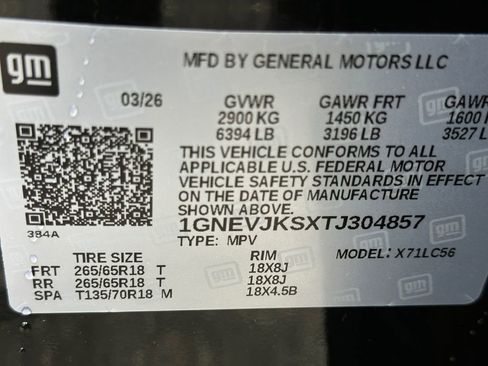 gm
MFD BY GENERAL MOTORS LLC
03/26 GVWR GAWR FRT GAWR
2900 KG 1450 KG 1600
6394 LB 3196 LB 3527 L
THIS VEHICLE CONFORMS TO ALL
APPLICABLE U.S. FEDERAL MOTOR
VEHICLE SAFETY STANDARDS IN EFFECT
ON THE DATE OF MANUFACTURE
SHOWN ABOVE.
384A
1GNEVJKSXTJ304857
TYPE: MPV
TIRE SIZE RIM MODEL: X71LC56
FRT 265/65R18 T 18X8J
RR 265/65R18 T 18X8J
SPA T135/70R18 M 18X4.5B